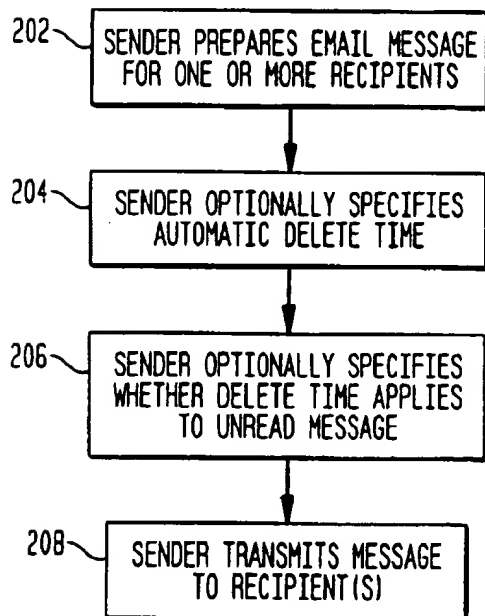 202
SENDER PREPARES EMAIL MESSAGE
FOR ONE OR MORE RECIPIENTS
204
SENDER OPTIONALLY SPECIFIES
AUTOMATIC DELETE TIME
206
SENDER OPTIONALLY SPECIFIES
WHETHER DELETE TIME APPLIES
TO UNREAD MESSAGE
208
SENDER TRANSMITS MESSAGE
TO RECIPIENT(S)